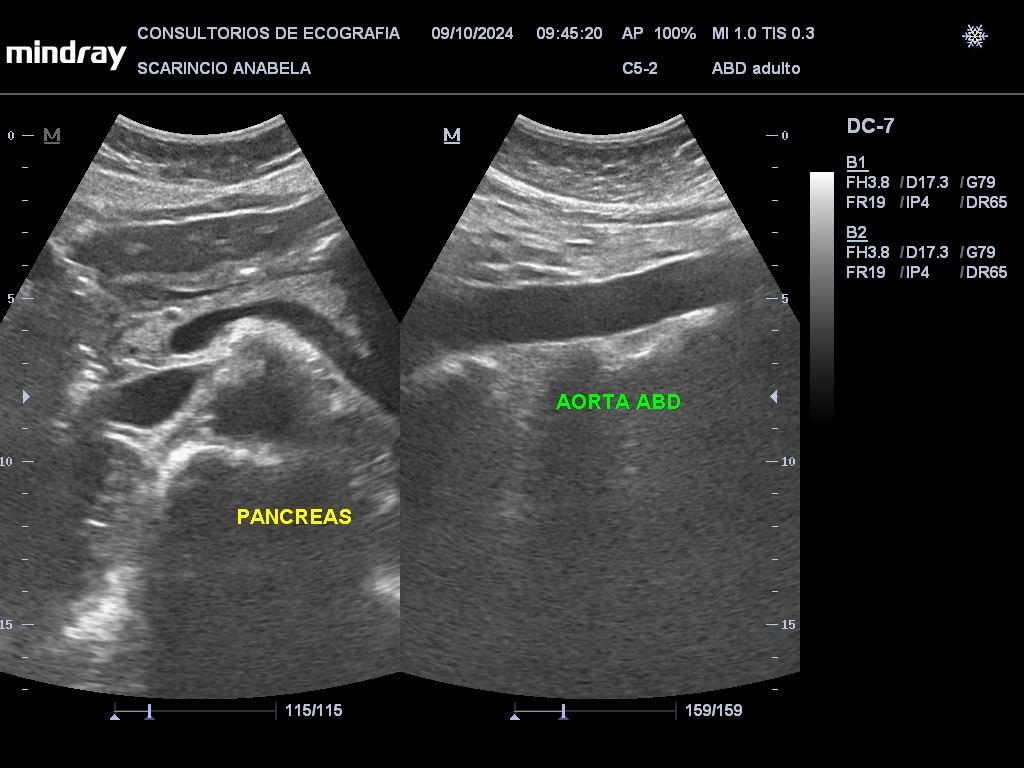 mindray
CONSULTORIOS DE ECOGRAFIA 09/10/2024 09:45:20 AP 100% MI 1.0 TIS 0.3
SCARINCIO ANABELA C5-2 ABD adulto
DC-7
B1
FH3.8 /D17.3 /G79
FR19 /IP4 /DR65
B2
FH3.8 /D17.3 /G79
FR19 /IP4 /DR65
M
M
0
0
5
5
10
10
15
15
AORTA ABD
PANCREAS
115/115
159/159